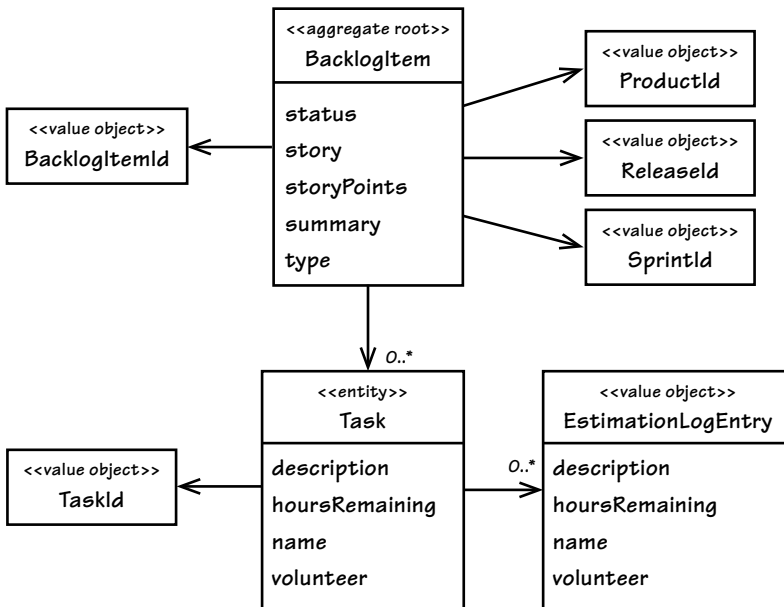 <<aggregate root>>
BacklogItem
status
story
storyPoints
summary
type
<<value object>>
BacklogItemId
<<value object>>
ProductId
<<value object>>
ReleaseId
<<value object>>
SprintId
0..*
<<entity>>
Task
description
hoursRemaining
name
volunteer
<<value object>>
TaskId
0..*
<<value object>>
EstimationLogEntry
description
hoursRemaining
name
volunteer